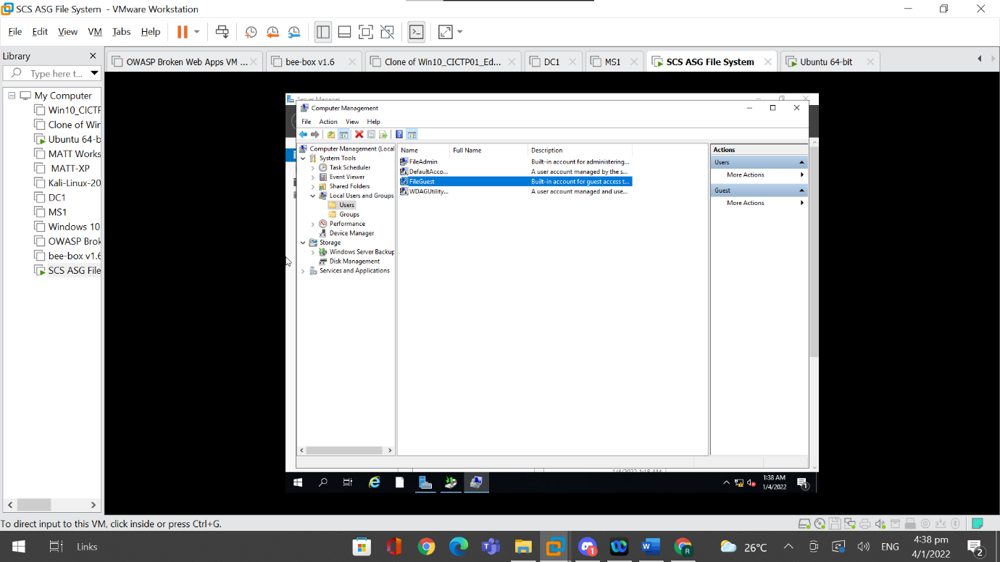 SCS ASG File System - VMware Workstation
File Edit View VM Tabs Help
Library
Type here t...
OWASP Broken Web Apps VM ...
bee-box v1.6
Clone of Win10_CICTP01_Ed...
DC1
MS1
SCS ASG File System
Ubuntu 64-bit
My Computer
Win10_CICTF
Clone of Wir
Ubuntu 64-b
MATT Works
MATT-XP
Kali-Linux-20
DC1
MS1
Windows 10
OWASP Brok
bee-box v1.6
SCS ASG File
Server Manager
Computer Management
File Action View Help
Computer Management (Local
System Tools
Task Scheduler
Event Viewer
Shared Folders
Local Users and Groups
Users
Groups
Performance
Device Manager
Storage
Windows Server Backup
Disk Management
Services and Applications
Name Full Name Description
FileAdmin Built-in account for administering...
DefaultAcco... A user account managed by the s...
FileGuest Built-in account for guest access t...
WDAGUtility... A user account managed and use...
Actions
Users
More Actions
Guest
More Actions
1/4/2022 1:18 AM
1:38 AM
1/4/2022
1
To direct input to this VM, click inside or press Ctrl+G.
Links
1
R
26°C
ENG
4:38 pm
4/1/2022
2